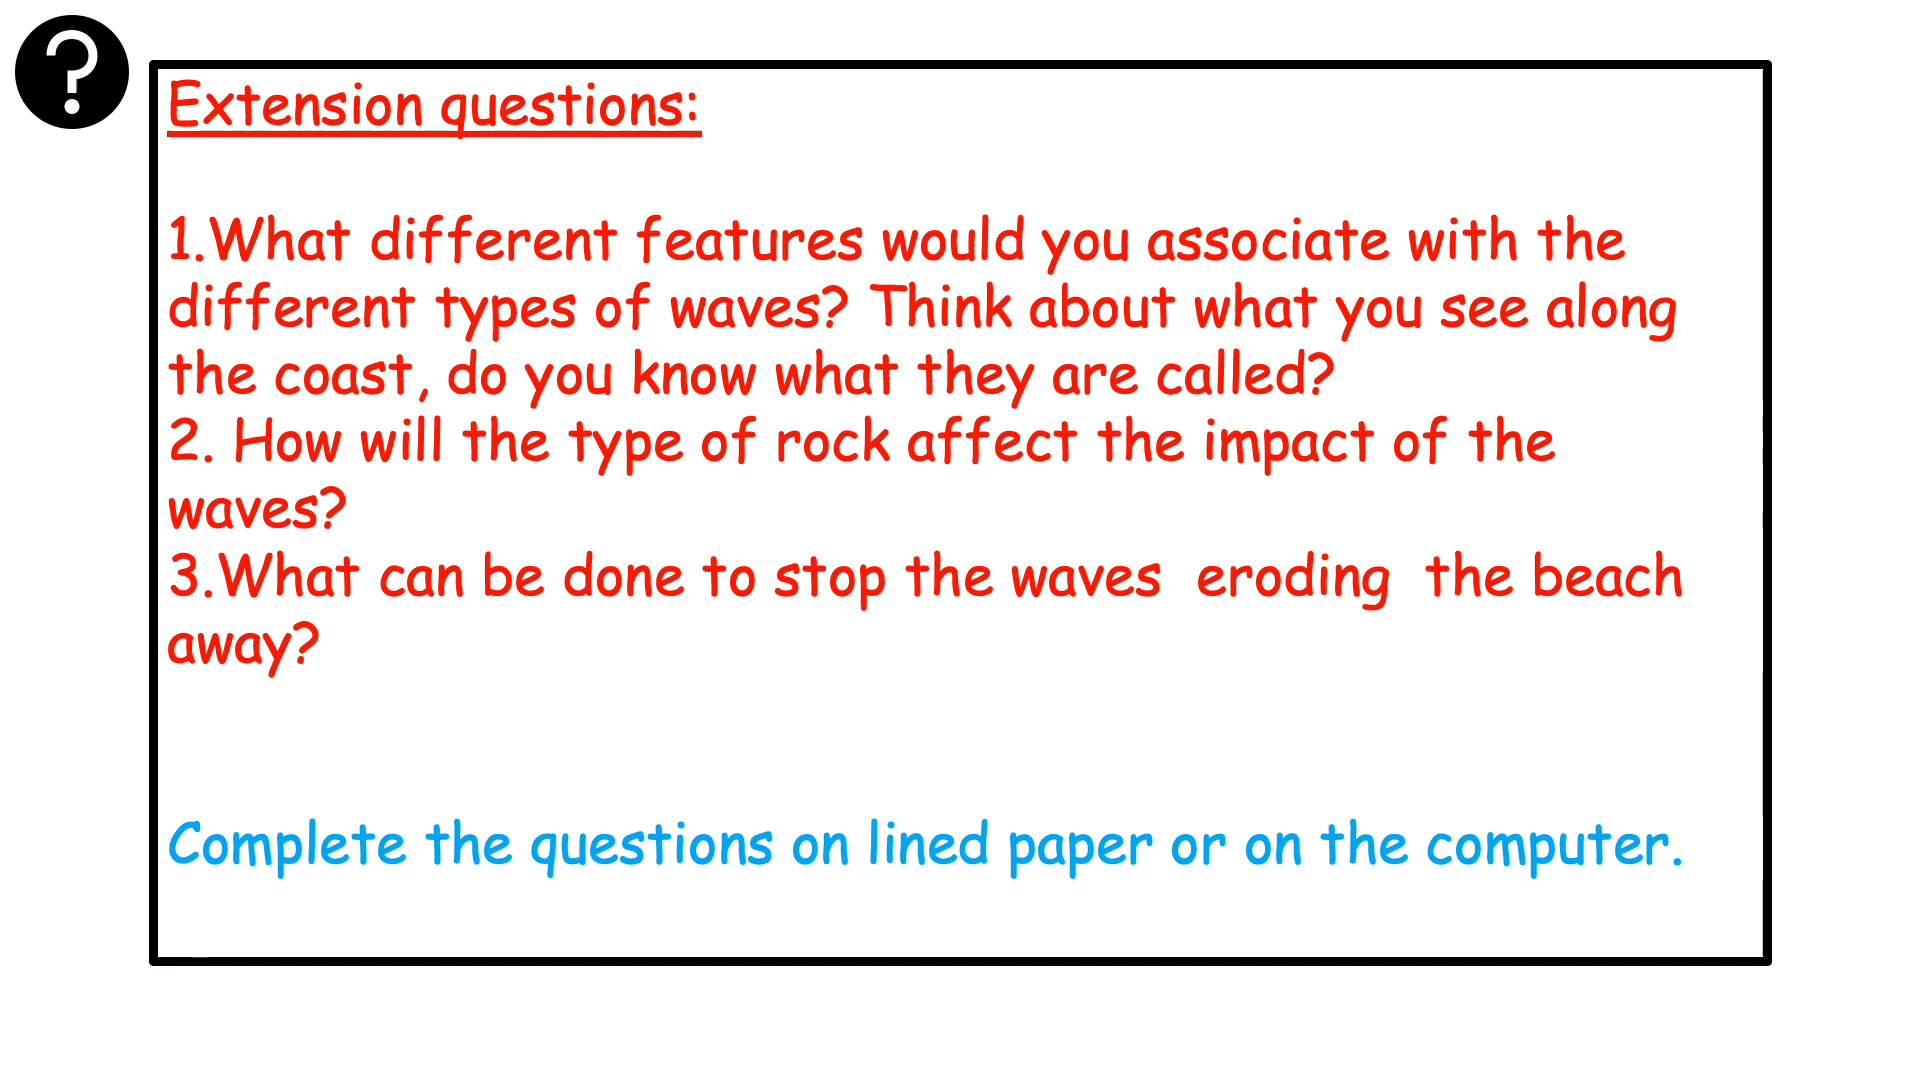 ?
Extension questions:
1.What different features would you associate with the
different types of waves? Think about what you see along
the coast, do you know what they are called?
2. How will the type of rock affect the impact of the
waves?
3.What can be done to stop the waves  eroding  the beach
away?
Complete the questions on lined paper or on the computer.